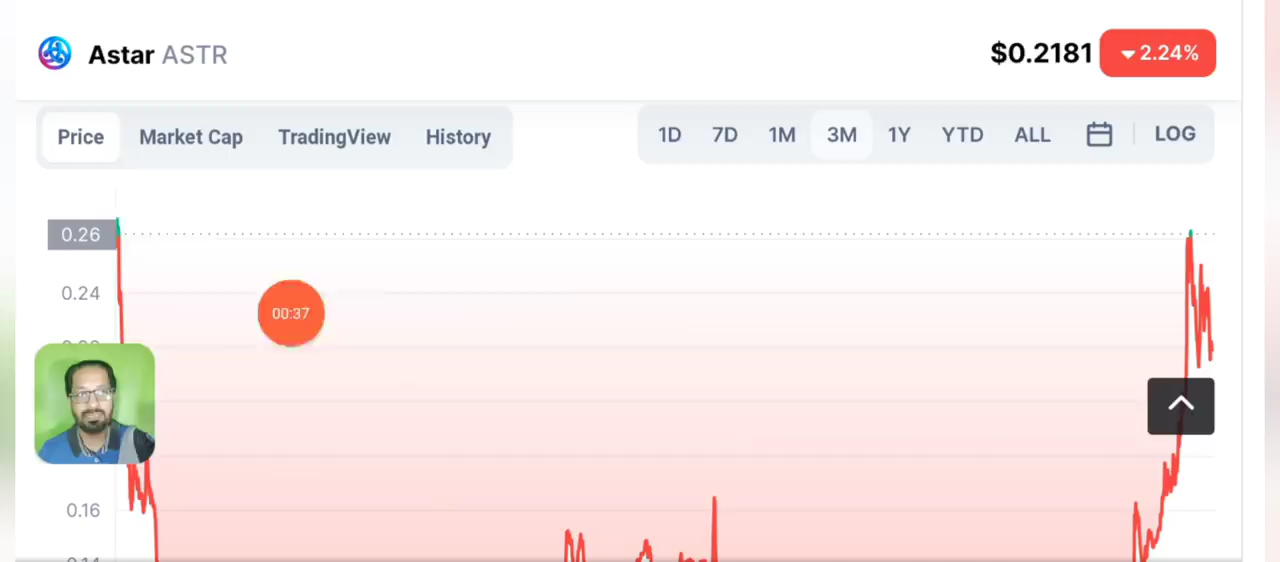 Astar ASTR
$0.2181 2.24%
Price Market Cap TradingView History
1D 7D 1M 3M 1Y YTD ALL LOG
0.26
0.24
00:37
0.16